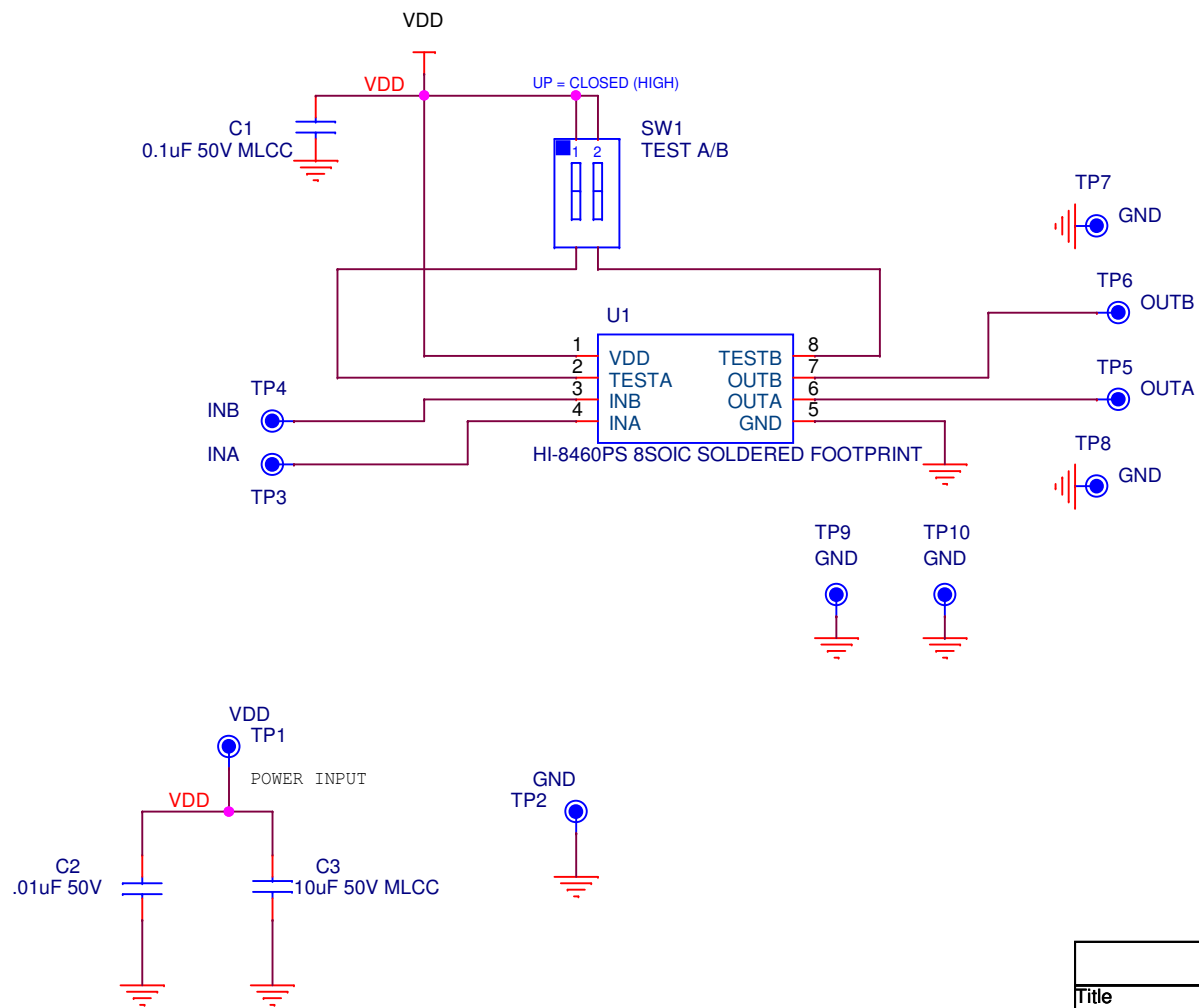 VDD
VDD
UP = CLOSED (HIGH)
C1
0.1uF 50V MLCC
SW1
TEST A/B
1 2
TP7
GND
TP6
OUTB
U1
1 VDD TESTB 8
2 TESTA OUTB 7
3 INB OUTA 6
4 INA GND 5
TP5
OUTA
TP4
INB
INA
TP3
HI-8460PS 8SOIC SOLDERED FOOTPRINT
TP8
GND
TP9
GND
TP10
GND
VDD
TP1
POWER INPUT
VDD
GND
TP2
C2
.01uF 50V
C3
10uF 50V MLCC
Title